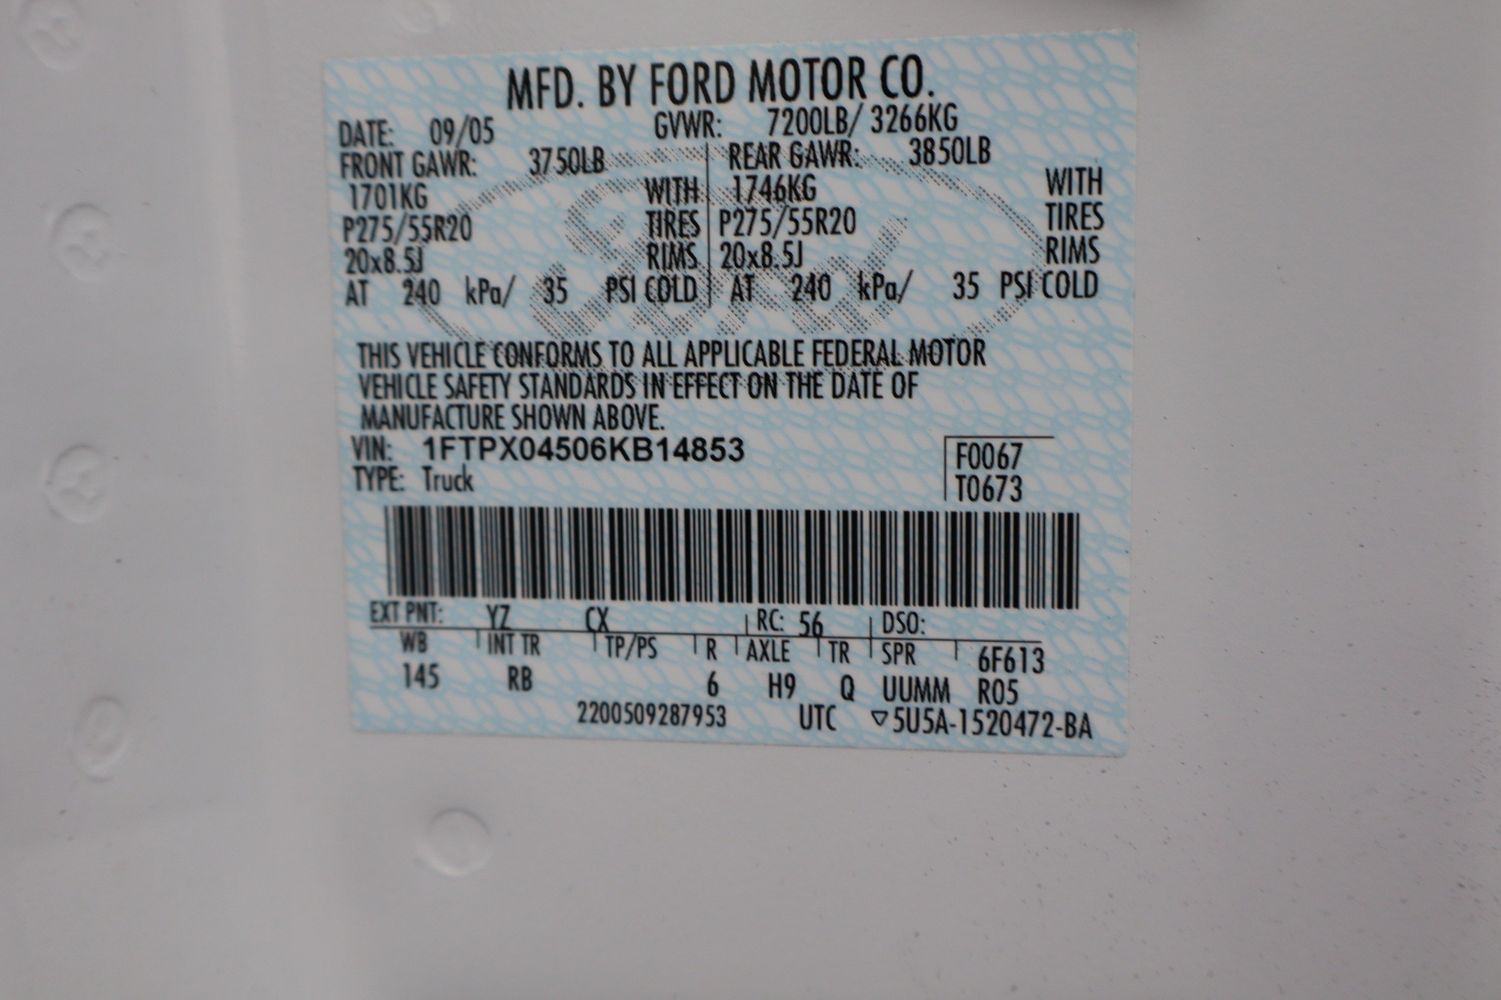 MFD. BY FORD MOTOR CO.
DATE: 09/05 GVWR: 7200LB/ 3266KG
FRONT GAWR: 3750LB REAR GAWR: 3850LB
1701KG WITH 1746KG WITH
P275/55R20 TIRES P275/55R20 TIRES
20x8.5J RIMS 20x8.5J RIMS
AT 240 kPa/ 35 PSI COLD AT 240 kPa/ 35 PSI COLD
Ford
THIS VEHICLE CONFORMS TO ALL APPLICABLE FEDERAL MOTOR
VEHICLE SAFETY STANDARDS IN EFFECT ON THE DATE OF
MANUFACTURE SHOWN ABOVE.
VIN: 1FTPX04506KB14853 F0067
TYPE: Truck T0673
EXT PNT: YZ CX RC: 56 DSO:
WB INT TR TP/PS R AXLE TR SPR 6F613
145 RB 6 H9 Q UUMM R05
2200509287953 UTC ▽5U5A-1520472-BA